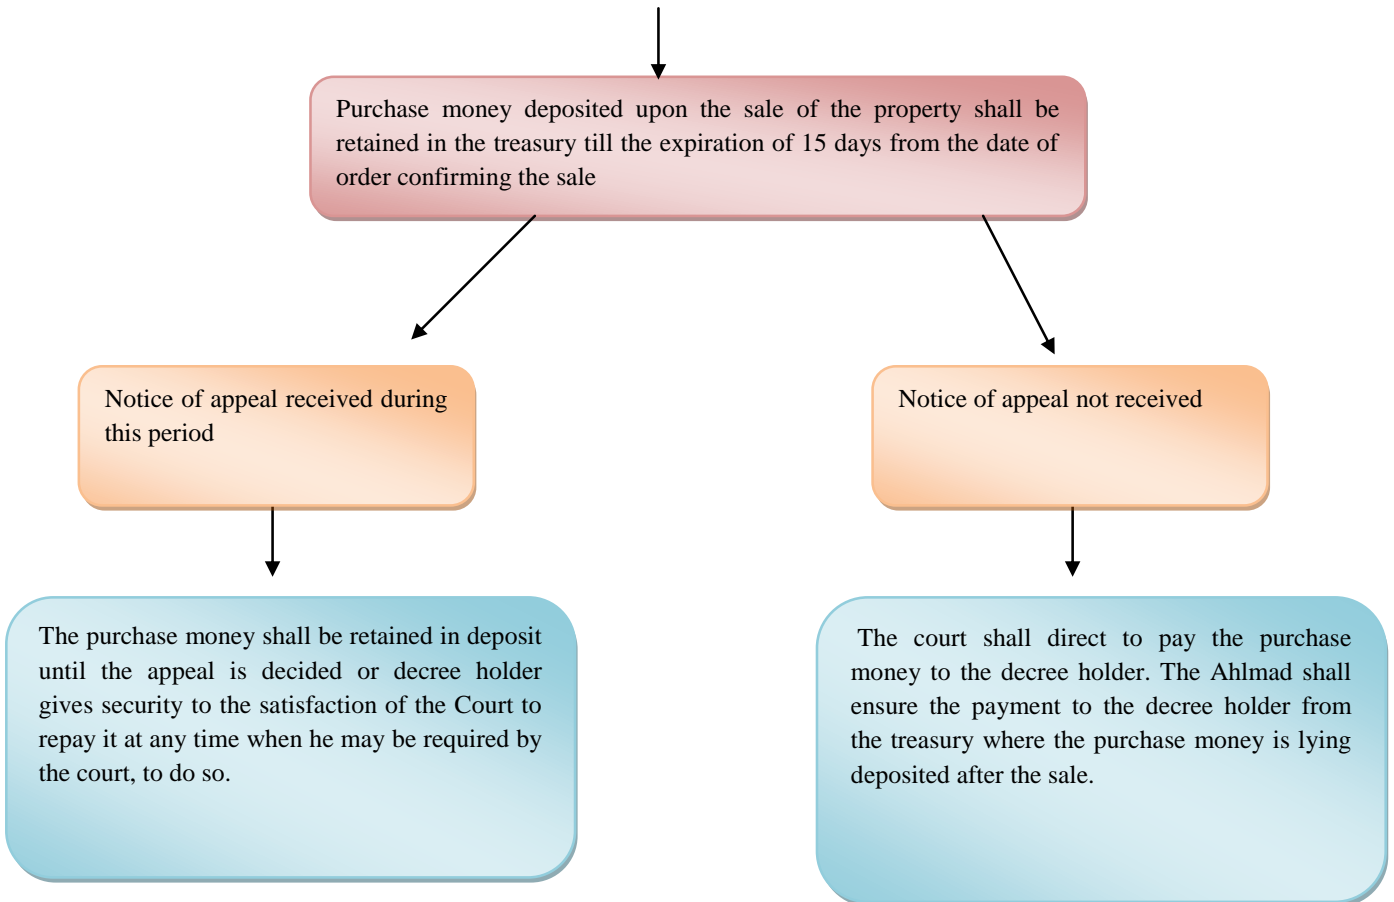 Purchase money deposited upon the sale of the property shall be
retained in the treasury till the expiration of 15 days from the date of
order confirming the sale
Notice of appeal received during
this period
Notice of appeal not received
The purchase money shall be retained in deposit
until the appeal is decided or decree holder
gives security to the satisfaction of the Court to
repay it at any time when he may be required by
the court, to do so.
The court shall direct to pay the purchase
money to the decree holder. The Ahlmad shall
ensure the payment to the decree holder from
the treasury where the purchase money is lying
deposited after the sale.